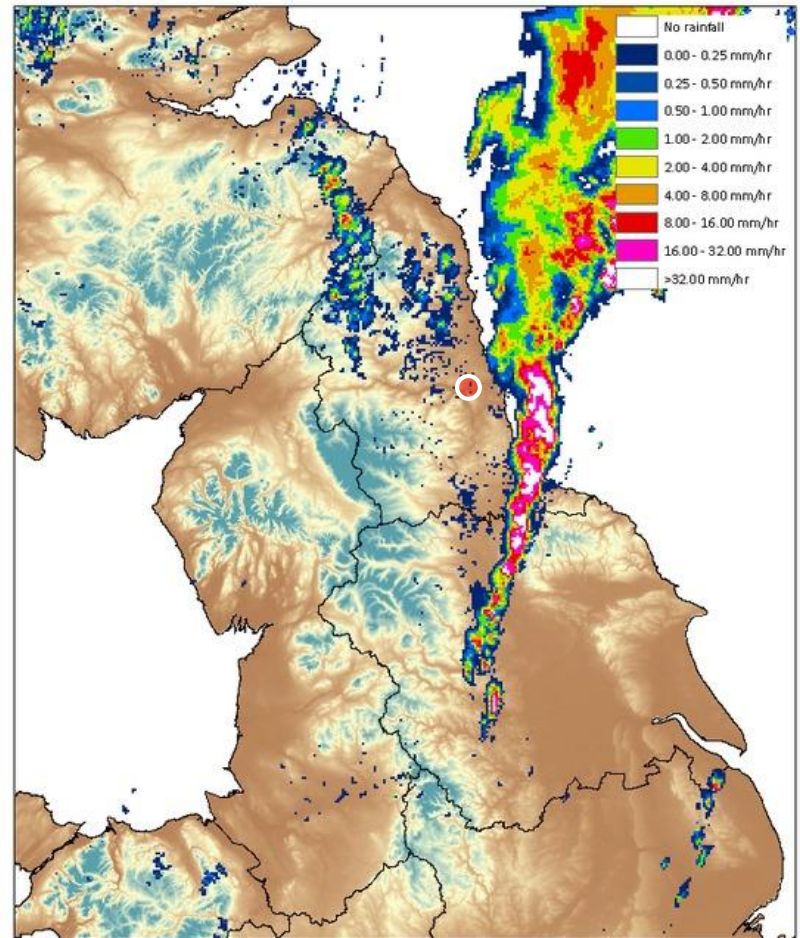 No rainfall
0.00 - 0.25 mm/hr
0.25 - 0.50 mm/hr
0.50 - 1.00 mm/hr
1.00 - 2.00 mm/hr
2.00 - 4.00 mm/hr
4.00 - 8.00 mm/hr
8.00 - 16.00 mm/hr
16.00 - 32.00 mm/hr
>32.00 mm/hr